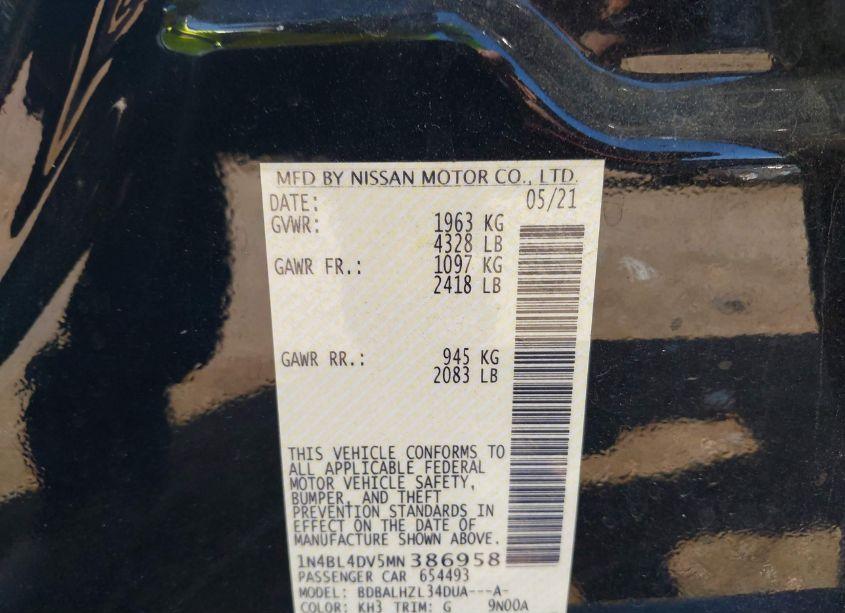 MFD BY NISSAN MOTOR CO., LTD.
DATE: 05/21
GVWR: 1963 KG
4328 LB
GAWR FR.: 1097 KG
2418 LB
GAWR RR.: 945 KG
2083 LB
THIS VEHICLE CONFORMS TO
ALL APPLICABLE FEDERAL
MOTOR VEHICLE SAFETY,
BUMPER, AND THEFT
PREVENTION STANDARDS IN
EFFECT ON THE DATE OF
MANUFACTURE SHOWN ABOVE.
1N4BL4DV5MN386958
PASSENGER CAR 654493
MODEL: BDBALHZL34DUA---A-
COLOR: KH3 TRIM: G 9N00A